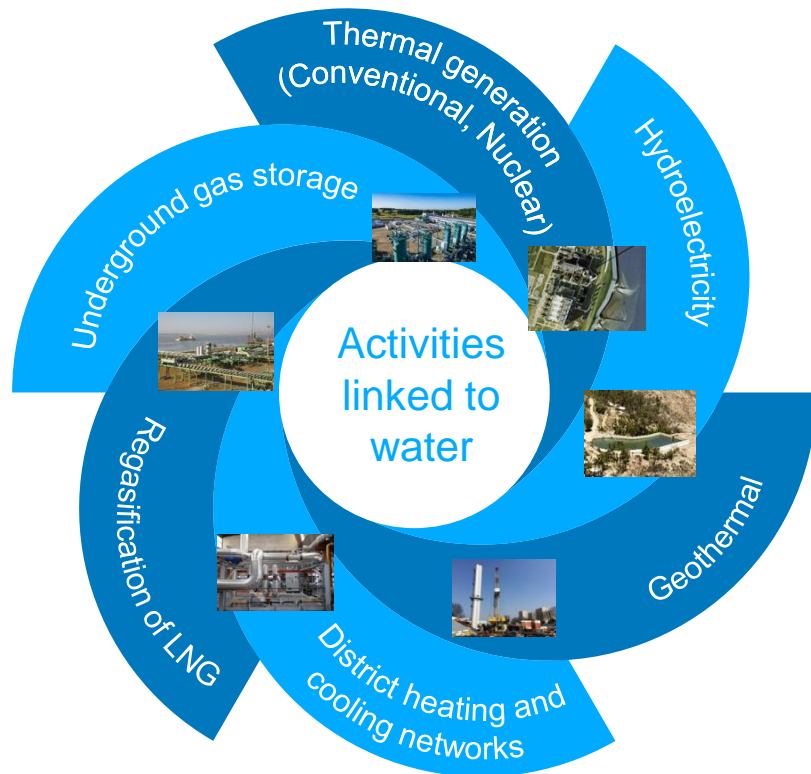 Thermal generation
(Conventional, Nuclear)
Hydroelectricity
Geothermal
District heating and
cooling networks
Regasification of LNG
Underground gas storage
Activities
linked to
water